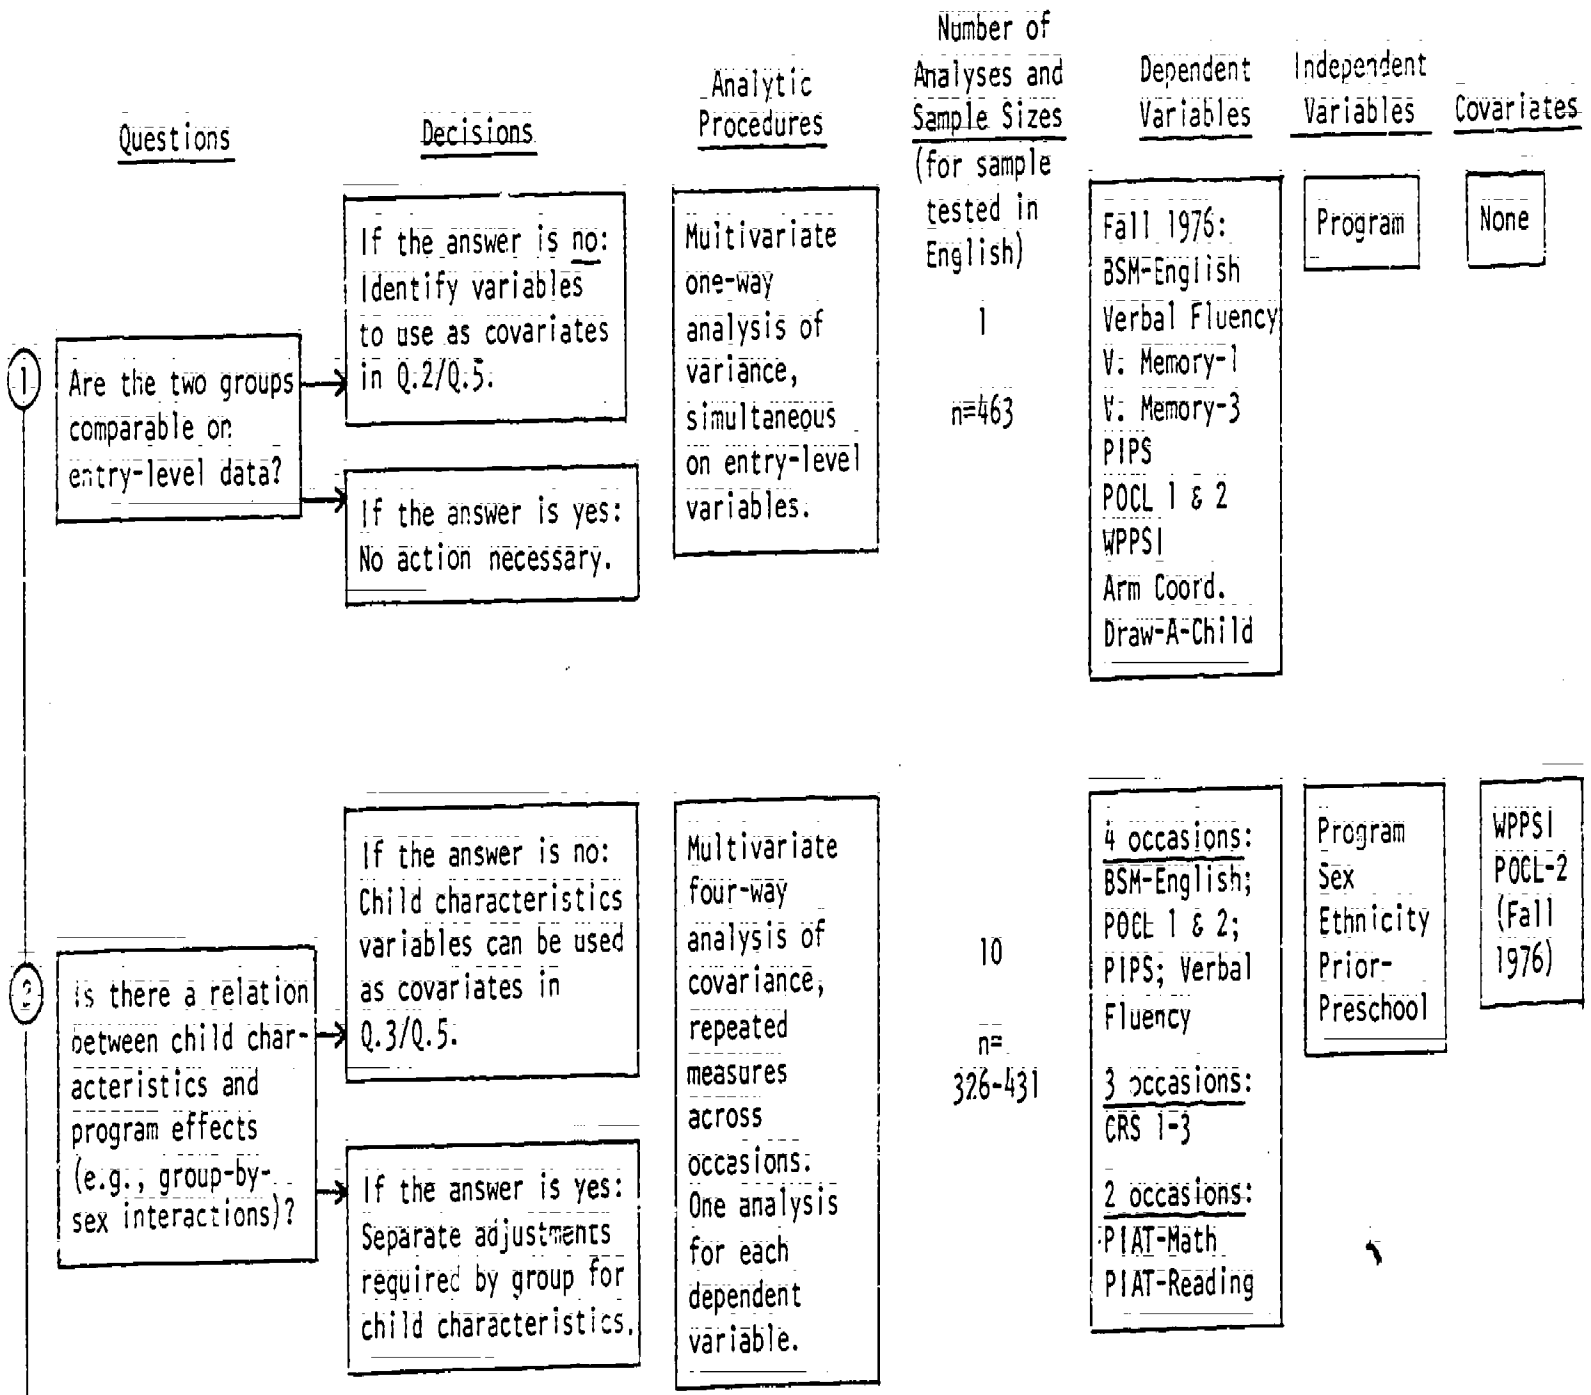 Questions
Decisions
Analytic
Procedures
Number of
Analyses and
Sample Sizes
(for sample
tested in
English)
Dependent
Variables
Independent
Variables
Covariates
1
Are the two groups
comparable on
entry-level data?
If the answer is no:
Identify variables
to use as covariates
in Q.2/Q.5.
If the answer is yes:
No action necessary.
Multivariate
one-way
analysis of
variance,
simultaneous
on entry-level
variables.
1
n=463
Fall 1976:
BSM-English
Verbal Fluency
V. Memory-1
V. Memory-3
PIPS
POCL 1 & 2
WPPSI
Arm Coord.
Draw-A-Child
Program
None
2
Is there a relation
between child char-
acteristics and
program effects
(e.g., group-by-
sex interactions)?
If the answer is no:
Child characteristics
variables can be used
as covariates in
Q.3/Q.5.
If the answer is yes:
Separate adjustments
required by group for
child characteristics.
Multivariate
four-way
analysis of
covariance,
repeated
measures
across
occasions.
One analysis
for each
dependent
variable.
10
n=
326-431
4 occasions:
BSM-English;
POCL 1 & 2;
PIPS; Verbal
Fluency
3 occasions:
CRS 1-3
2 occasions:
PIAT-Math
PIAT-Reading
Program
Sex
Ethnicity
Prior-
Preschool
WPPSI
POCL-2
(Fall
1976)